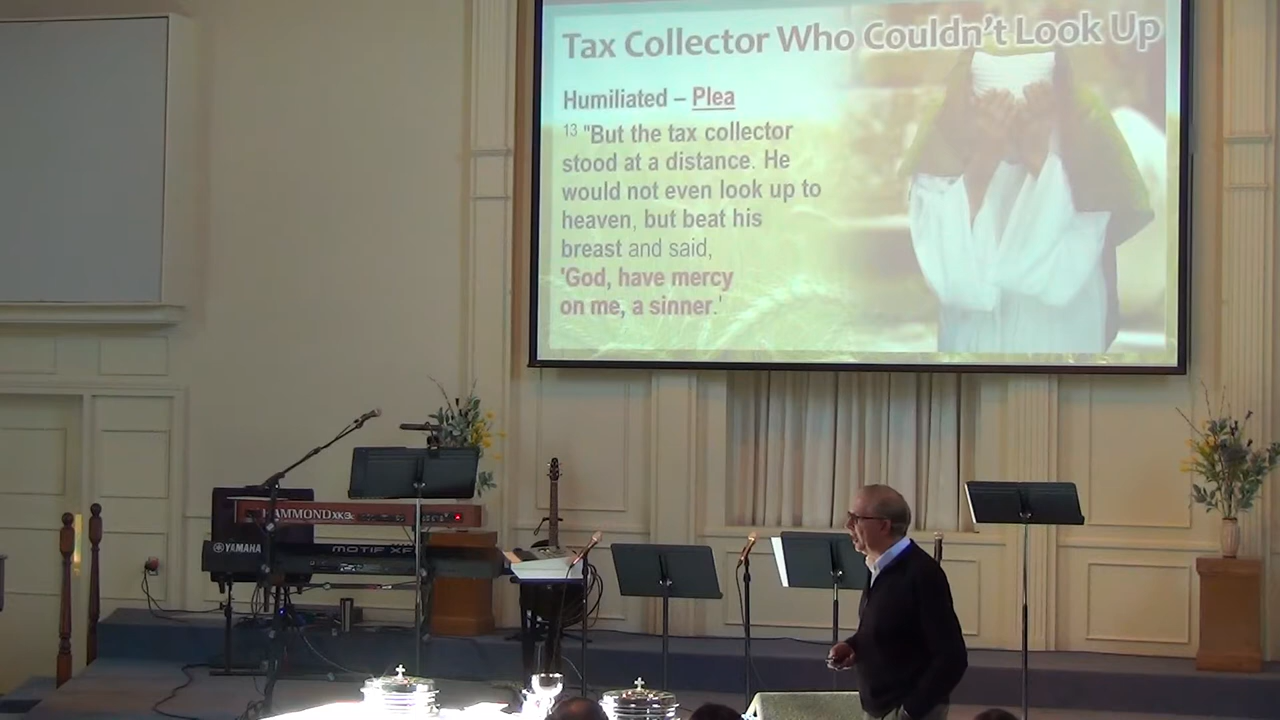 Tax Collector Who Couldn't Look Up
Humiliated – Plea
13 "But the tax collector
stood at a distance. He
would not even look up to
heaven, but beat his
breast and said,
'God, have mercy
on me, a sinner.'
HAMMOND XK3c
YAMAHA
MOTIF XF